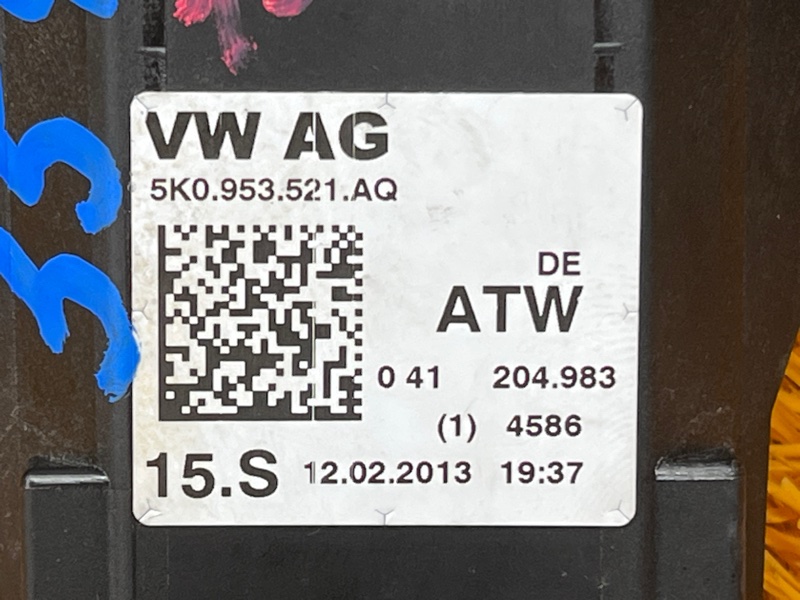 VW AG
5K0.953.521.AQ
DE
ATW
0 41 204.983
(1) 4586
15.S 12.02.2013 19:37